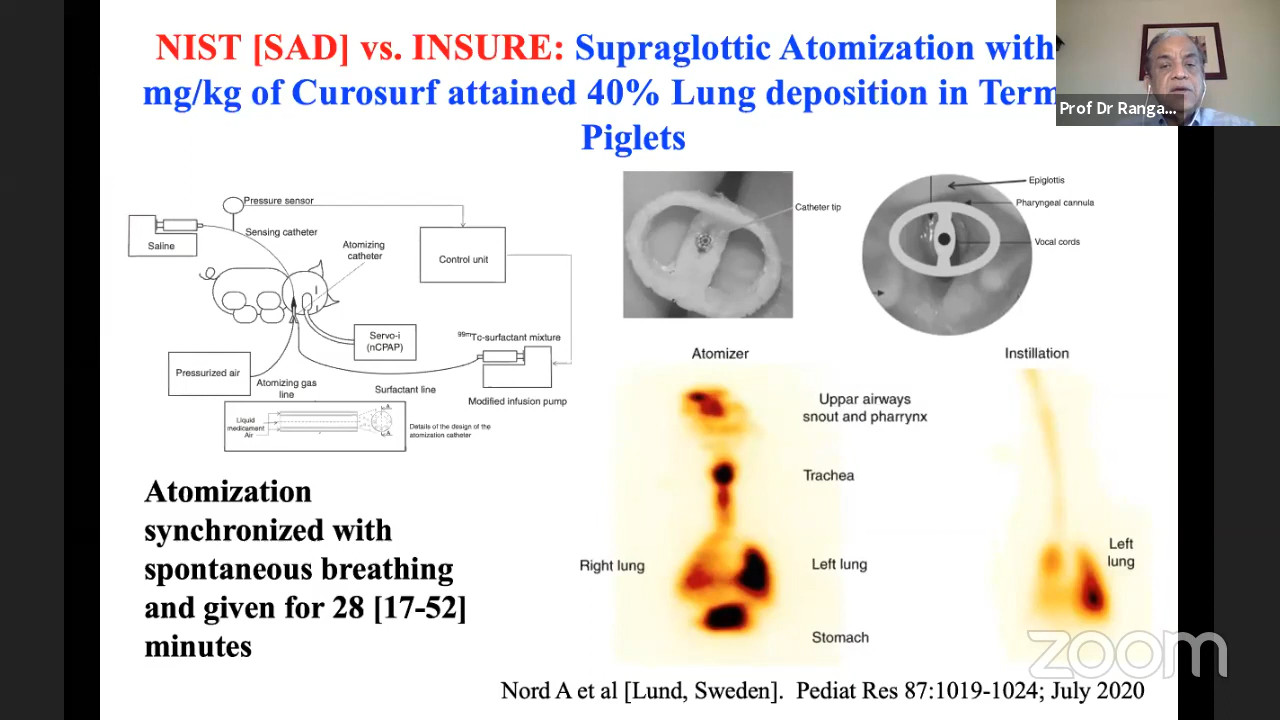 NIST [SAD] vs. INSURE: Supraglottic Atomization with
mg/kg of Curosurf attained 40% Lung deposition in Term
Piglets
Prof Dr Ranga...
Pressure sensor
Saline
Sensing catheter
Atomizing
catheter
Control unit
Servo-i
(nCPAP)
99mTc-surfactant mixture
Pressurized air
Atomizing gas
line
Surfactant line
Modified infusion pump
Liquid
medicament
Air
A
A
Details of the design of the
atomization catheter
Catheter tip
Epiglottis
Pharyngeal cannula
Vocal cords
Atomizer
Instillation
Uppar airways
snout and pharrynx
Trachea
Right lung
Left lung
Left
lung
Stomach
Atomization
synchronized with
spontaneous breathing
and given for 28 [17-52]
minutes
zoom
Nord A et al [Lund, Sweden]. Pediat Res 87:1019-1024; July 2020